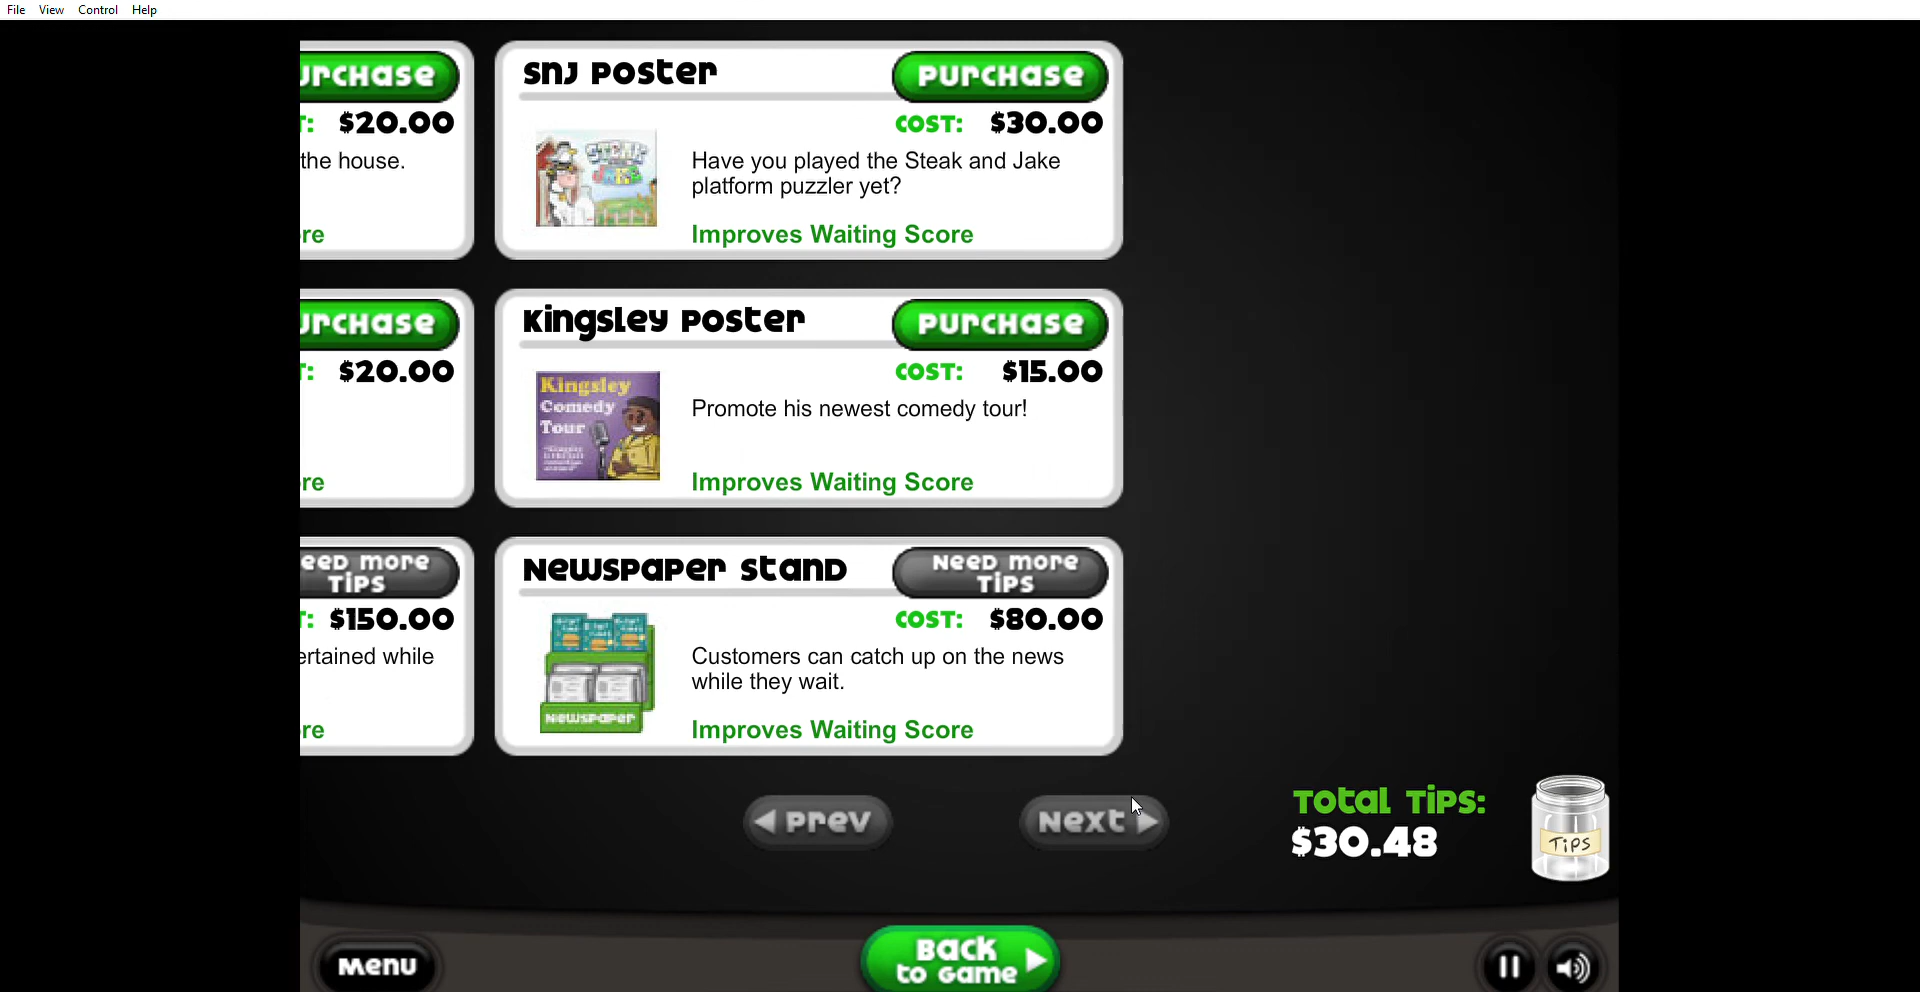 File View Control Help
urchase
T: $20.00
the house.
re
SNJ Poster
Purchase
Cost: $30.00
Have you played the Steak and Jake
platform puzzler yet?
Improves Waiting Score
urchase
T: $20.00
re
Kingsley Poster
Purchase
Cost: $15.00
Kingsley
Comedy
Tour
Promote his newest comedy tour!
Improves Waiting Score
eed more
Tips
T: $150.00
ertained while
re
Newspaper Stand
Need more
Tips
Cost: $80.00
Newspaper
Customers can catch up on the news
while they wait.
Improves Waiting Score
Prev
Next
Total Tips:
$30.48
Tips
Menu
Back
to Game